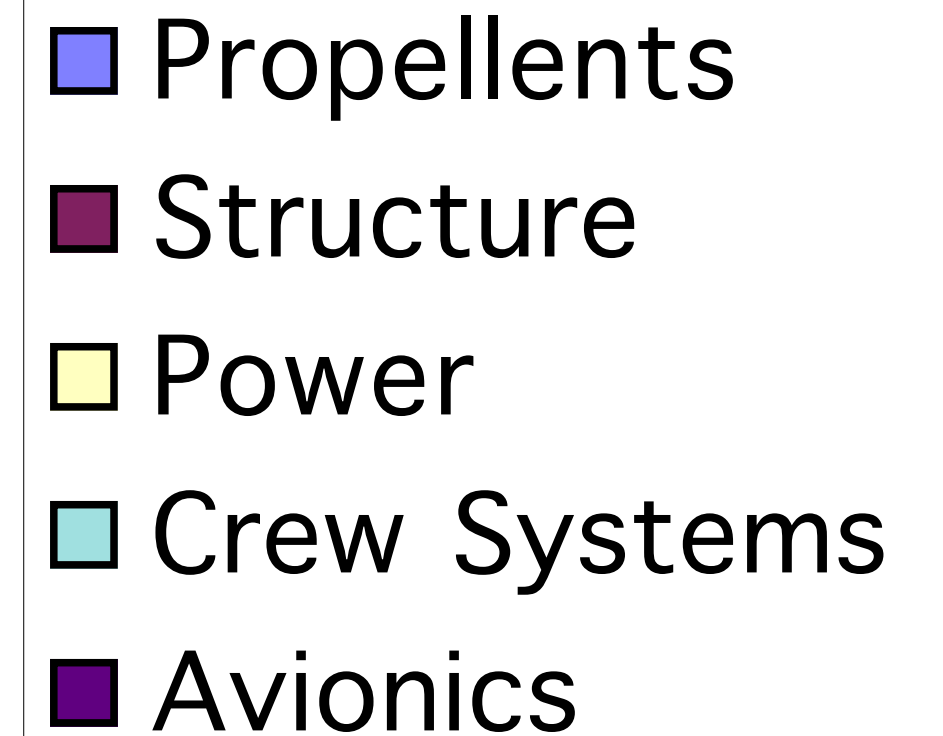 Propellents
Structure
Power
Crew Systems
Avionics